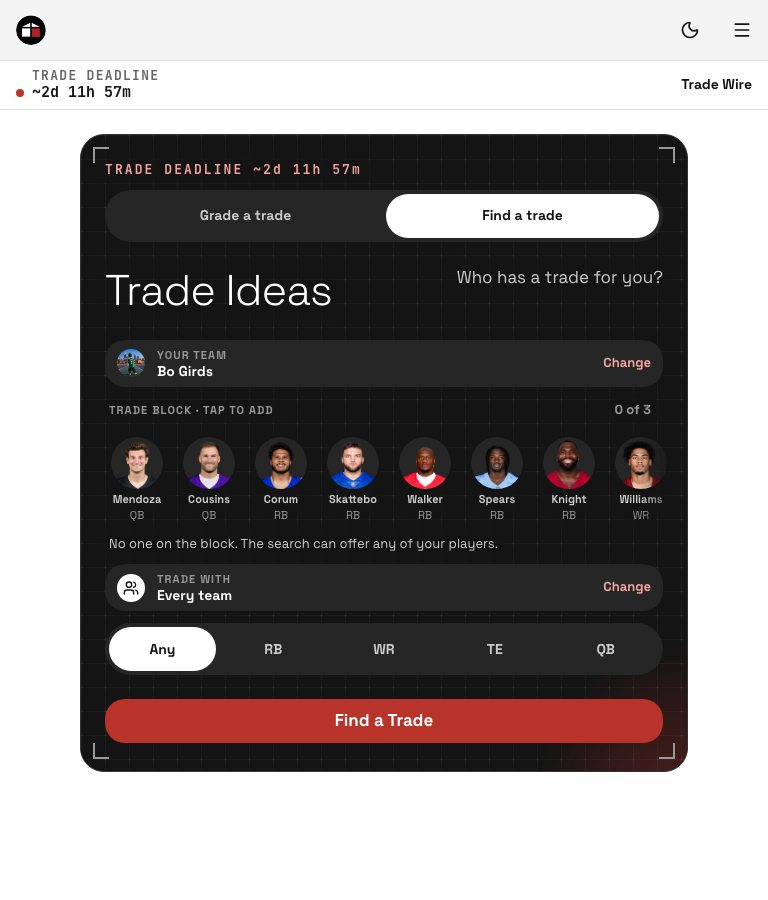 TRADE DEADLINE
~2d 11h 57m
Trade Wire
TRADE DEADLINE ~2d 11h 57m
Grade a trade
Find a trade
Trade Ideas
Who has a trade for you?
YOUR TEAM
Bo Girds
Change
TRADE BLOCK · TAP TO ADD
0 of 3
Mendoza
QB
Cousins
QB
Corum
RB
Skattebo
RB
Walker
RB
Spears
RB
Knight
RB
Williams
WR
No one on the block. The search can offer any of your players.
TRADE WITH
Every team
Change
Any
RB
WR
TE
QB
Find a Trade